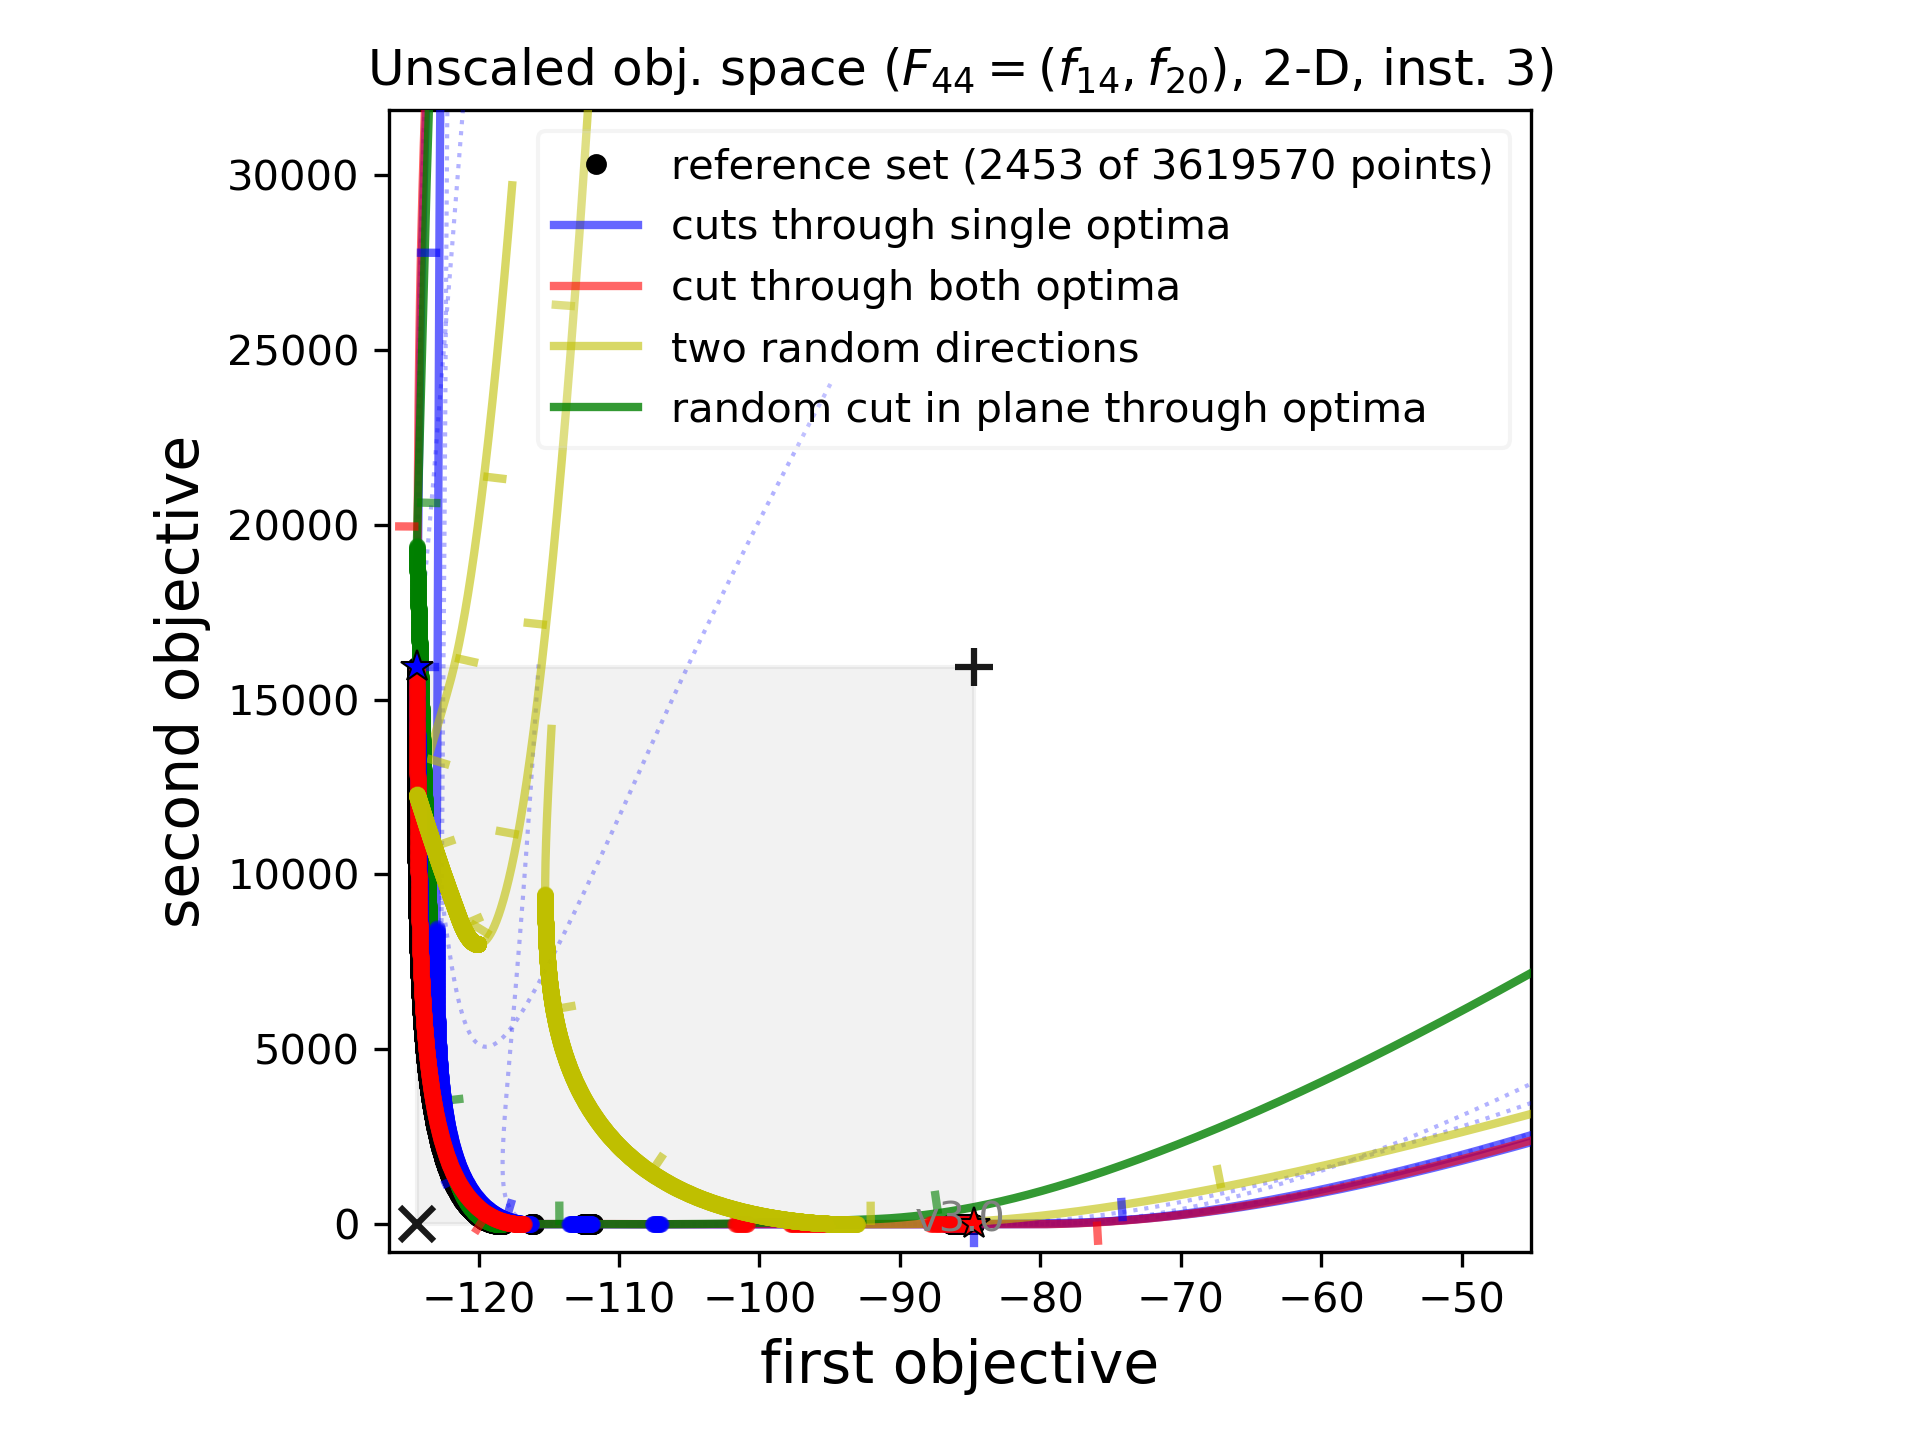 Unscaled obj. space (F₄₄ = (f₁₄, f₂₀), 2-D, inst. 3)
reference set (2453 of 3619570 points)
cuts through single optima
cut through both optima
two random directions
random cut in plane through optima
second objective
30000
25000
20000
15000
10000
5000
0
v3.0
−120
−110
−100
−90
−80
−70
−60
−50
first objective